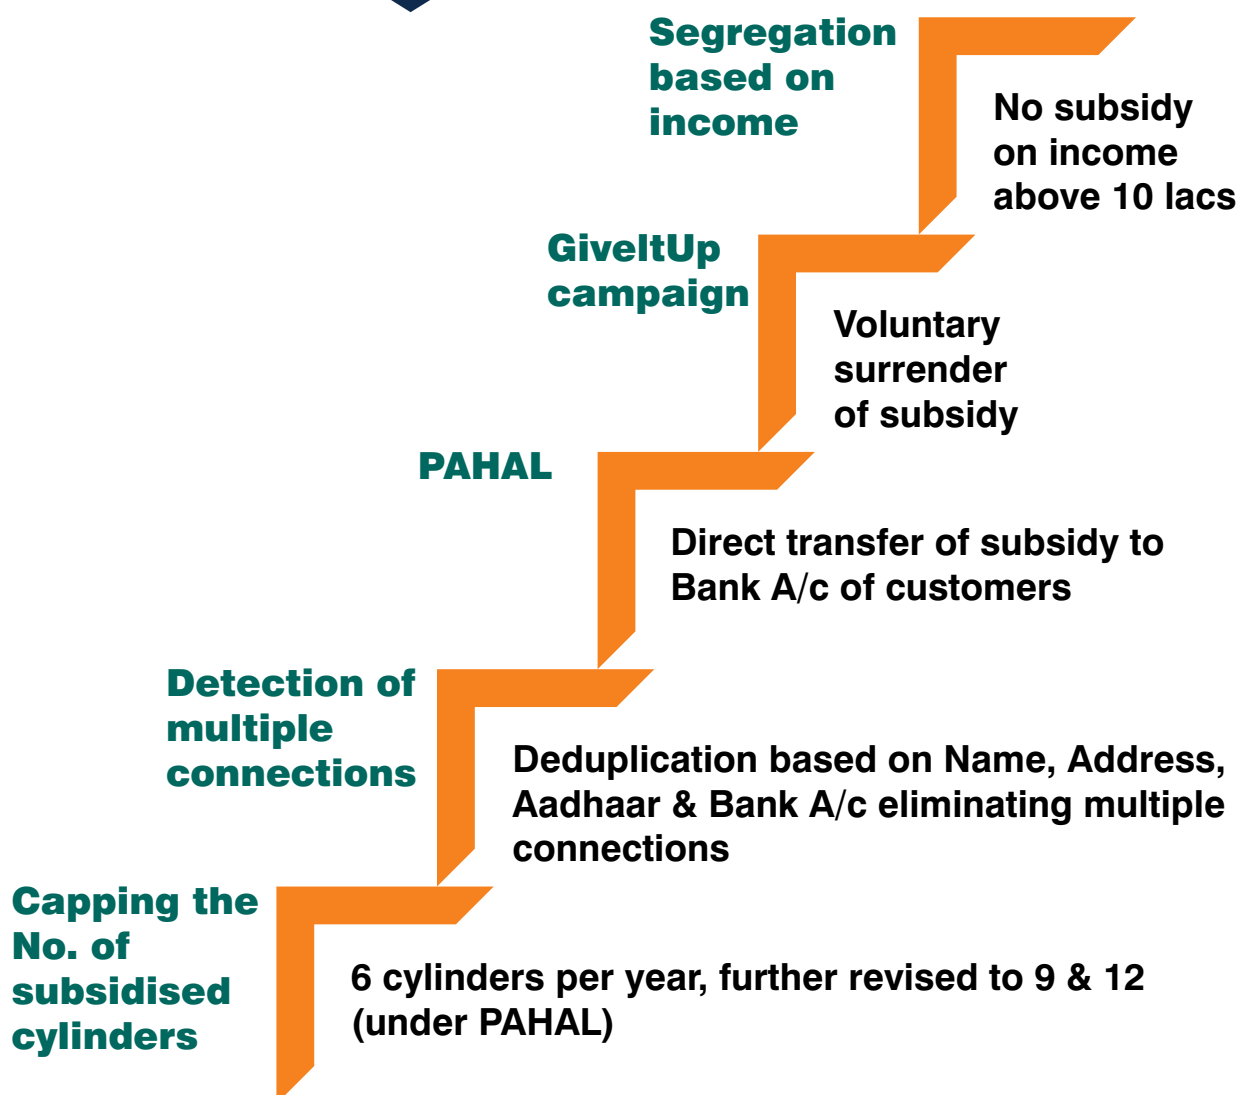 Segregation
based on
income
No subsidy
on income
above 10 lacs
GiveItUp
campaign
Voluntary
surrender
of subsidy
PAHAL
Direct transfer of subsidy to
Bank A/c of customers
Detection of
multiple
connections
Deduplication based on Name, Address,
Aadhaar & Bank A/c eliminating multiple
connections
Capping the
No. of
subsidised
cylinders
6 cylinders per year, further revised to 9 & 12
(under PAHAL)